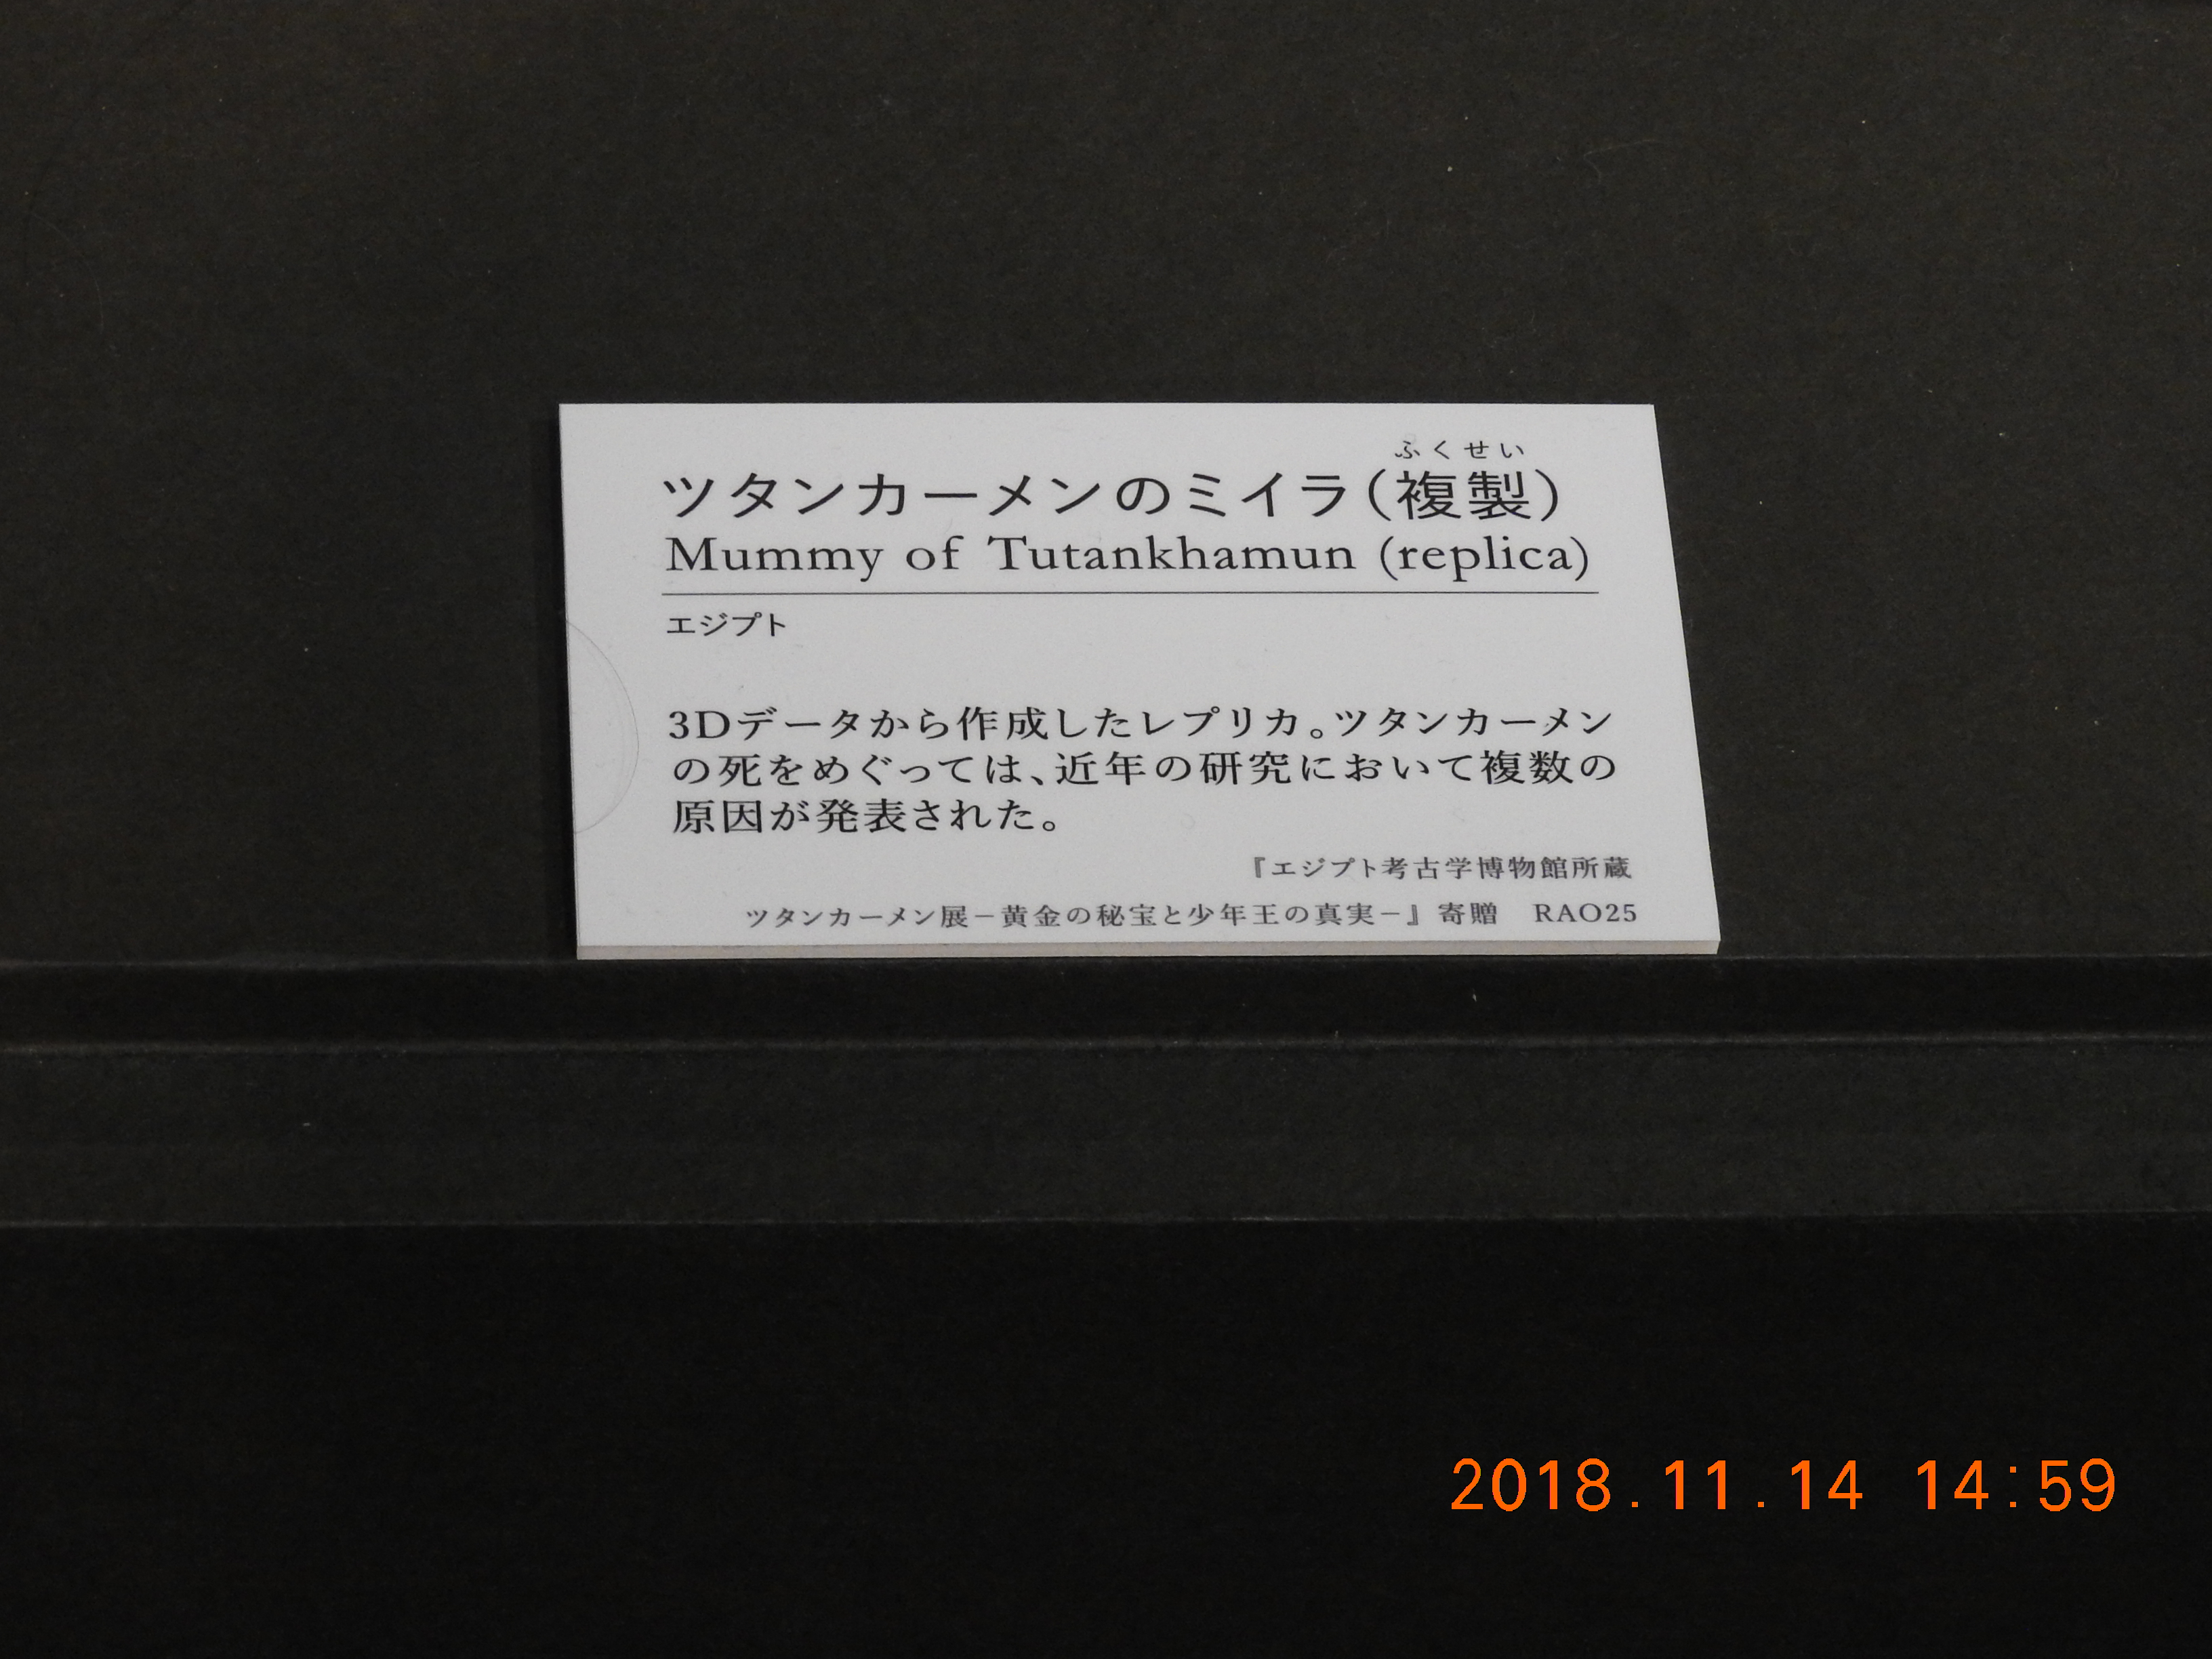 ふくせい
ツタンカーメンのミイラ(複製)
Mummy of Tutankhamun (replica)
エジプト
3Dデータから作成したレプリカ。ツタンカーメン
の死をめぐっては、近年の研究において複数の
原因が発表された。
『エジプト考古学博物館所蔵
ツタンカーメン展−黄金の秘宝と少年王の真実−』寄贈 RAO25
2018.11.14 14:59